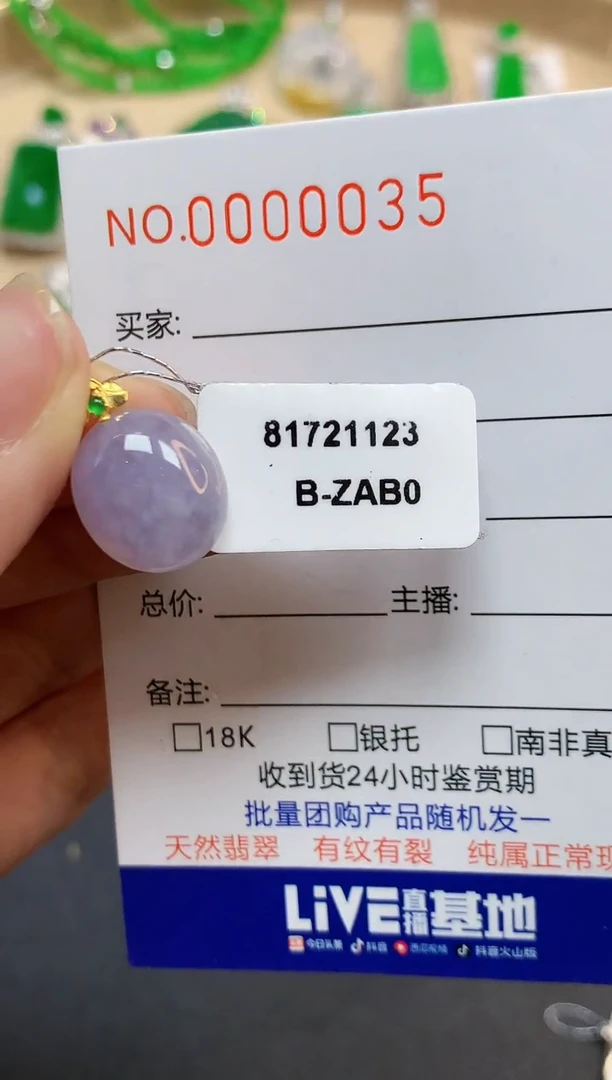 NO.0000035
买家:
81721123
B-ZAB0
总价: 主播:
备注:
18K 银托 南非真
收到货24小时鉴赏期
批量团购产品随机发一
天然翡翠 有纹有裂 纯属正常现
LiVE直播基地
今日头条 抖音 西瓜视频 抖音火山版